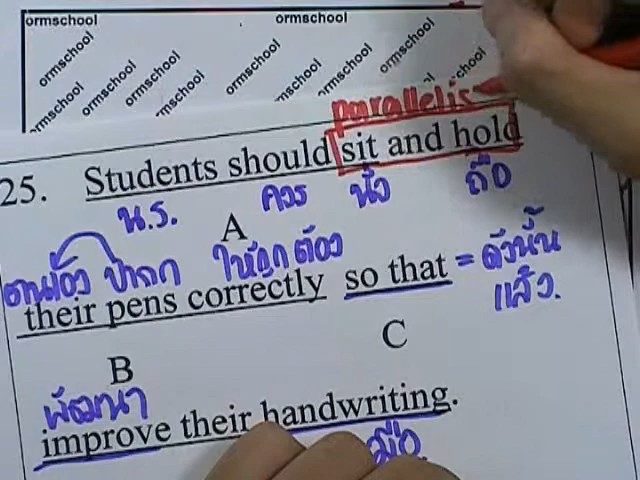 ormschool ormschool
ormschool ormschool ormschool ormschool
ormschool ormschool
parallelis
25. Students should sit and hold
น.ร. ควร นั่ง ถือ
A
ปากกา ให้ถูกต้อง
their pens correctly so that = ดังนั้น
แล้ว.
B C
พัฒนา
improve their handwriting.
มือ